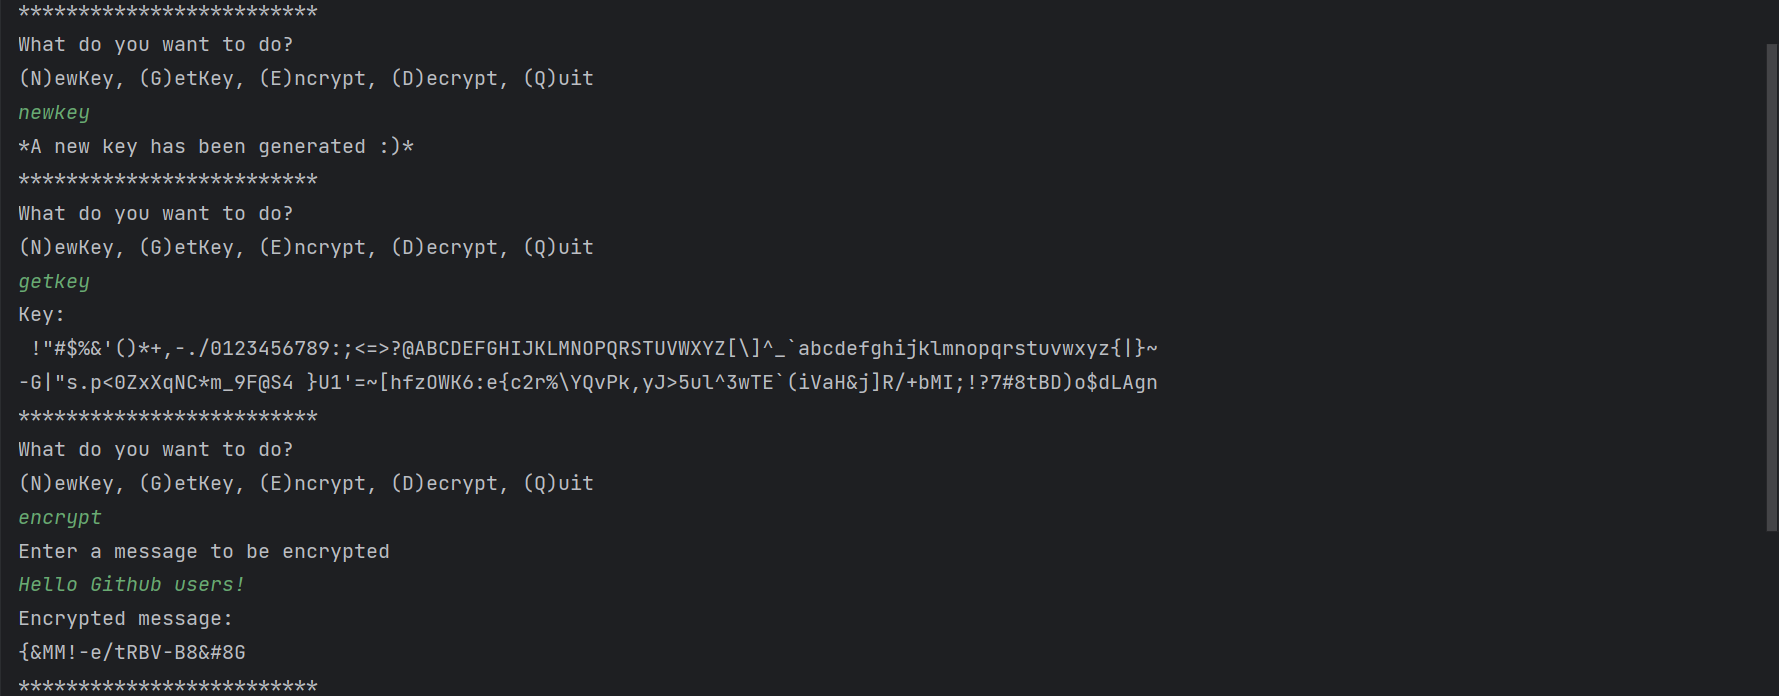 *************************
What do you want to do?
(N)ewKey, (G)etKey, (E)ncrypt, (D)ecrypt, (Q)uit
newkey
*A new key has been generated :)*
*************************
What do you want to do?
(N)ewKey, (G)etKey, (E)ncrypt, (D)ecrypt, (Q)uit
getkey
Key:
 !"#$%&'()*+,-./0123456789:;<=>?@ABCDEFGHIJKLMNOPQRSTUVWXYZ[\]^_`abcdefghijklmnopqrstuvwxyz{|}~
-G|"s.p<0ZxXqNC*m_9F@S4 }U1'=~[hfzOWK6:e{c2r%\YQvPk,yJ>5ul^3wTE`(iVaH&j]R/+bMI;!?7#8tBD)o$dLAgn
*************************
What do you want to do?
(N)ewKey, (G)etKey, (E)ncrypt, (D)ecrypt, (Q)uit
encrypt
Enter a message to be encrypted
Hello Github users!
Encrypted message:
{&MM!-e/tRBV-B8&#8G
*************************